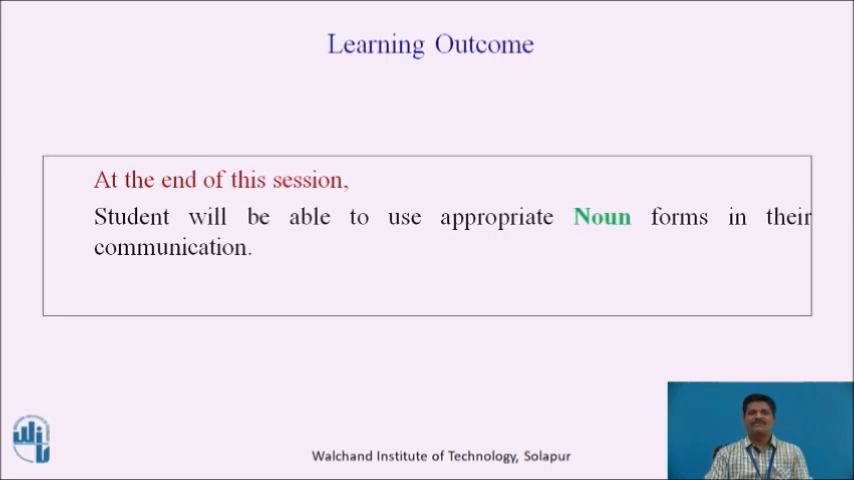 Learning Outcome
At the end of this session,
Student will be able to use appropriate Noun forms in their
communication.
Walchand Institute of Technology, Solapur